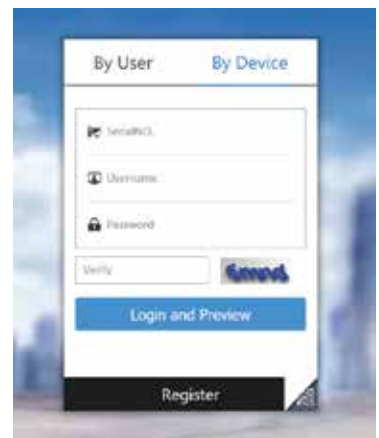 By User By Device
SerialNO.
Username
Password
Verify
Login and Preview
Register